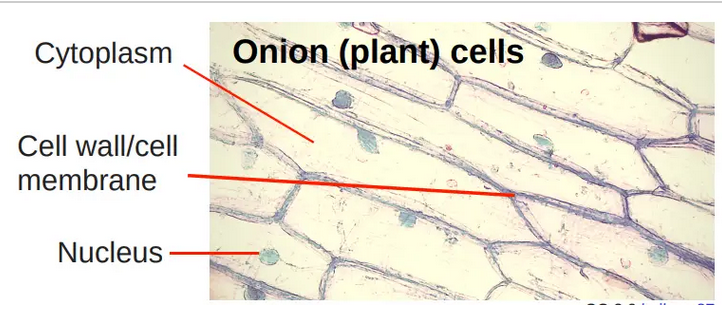 Cytoplasm
Onion (plant) cells
Cell wall/cell
membrane
Nucleus